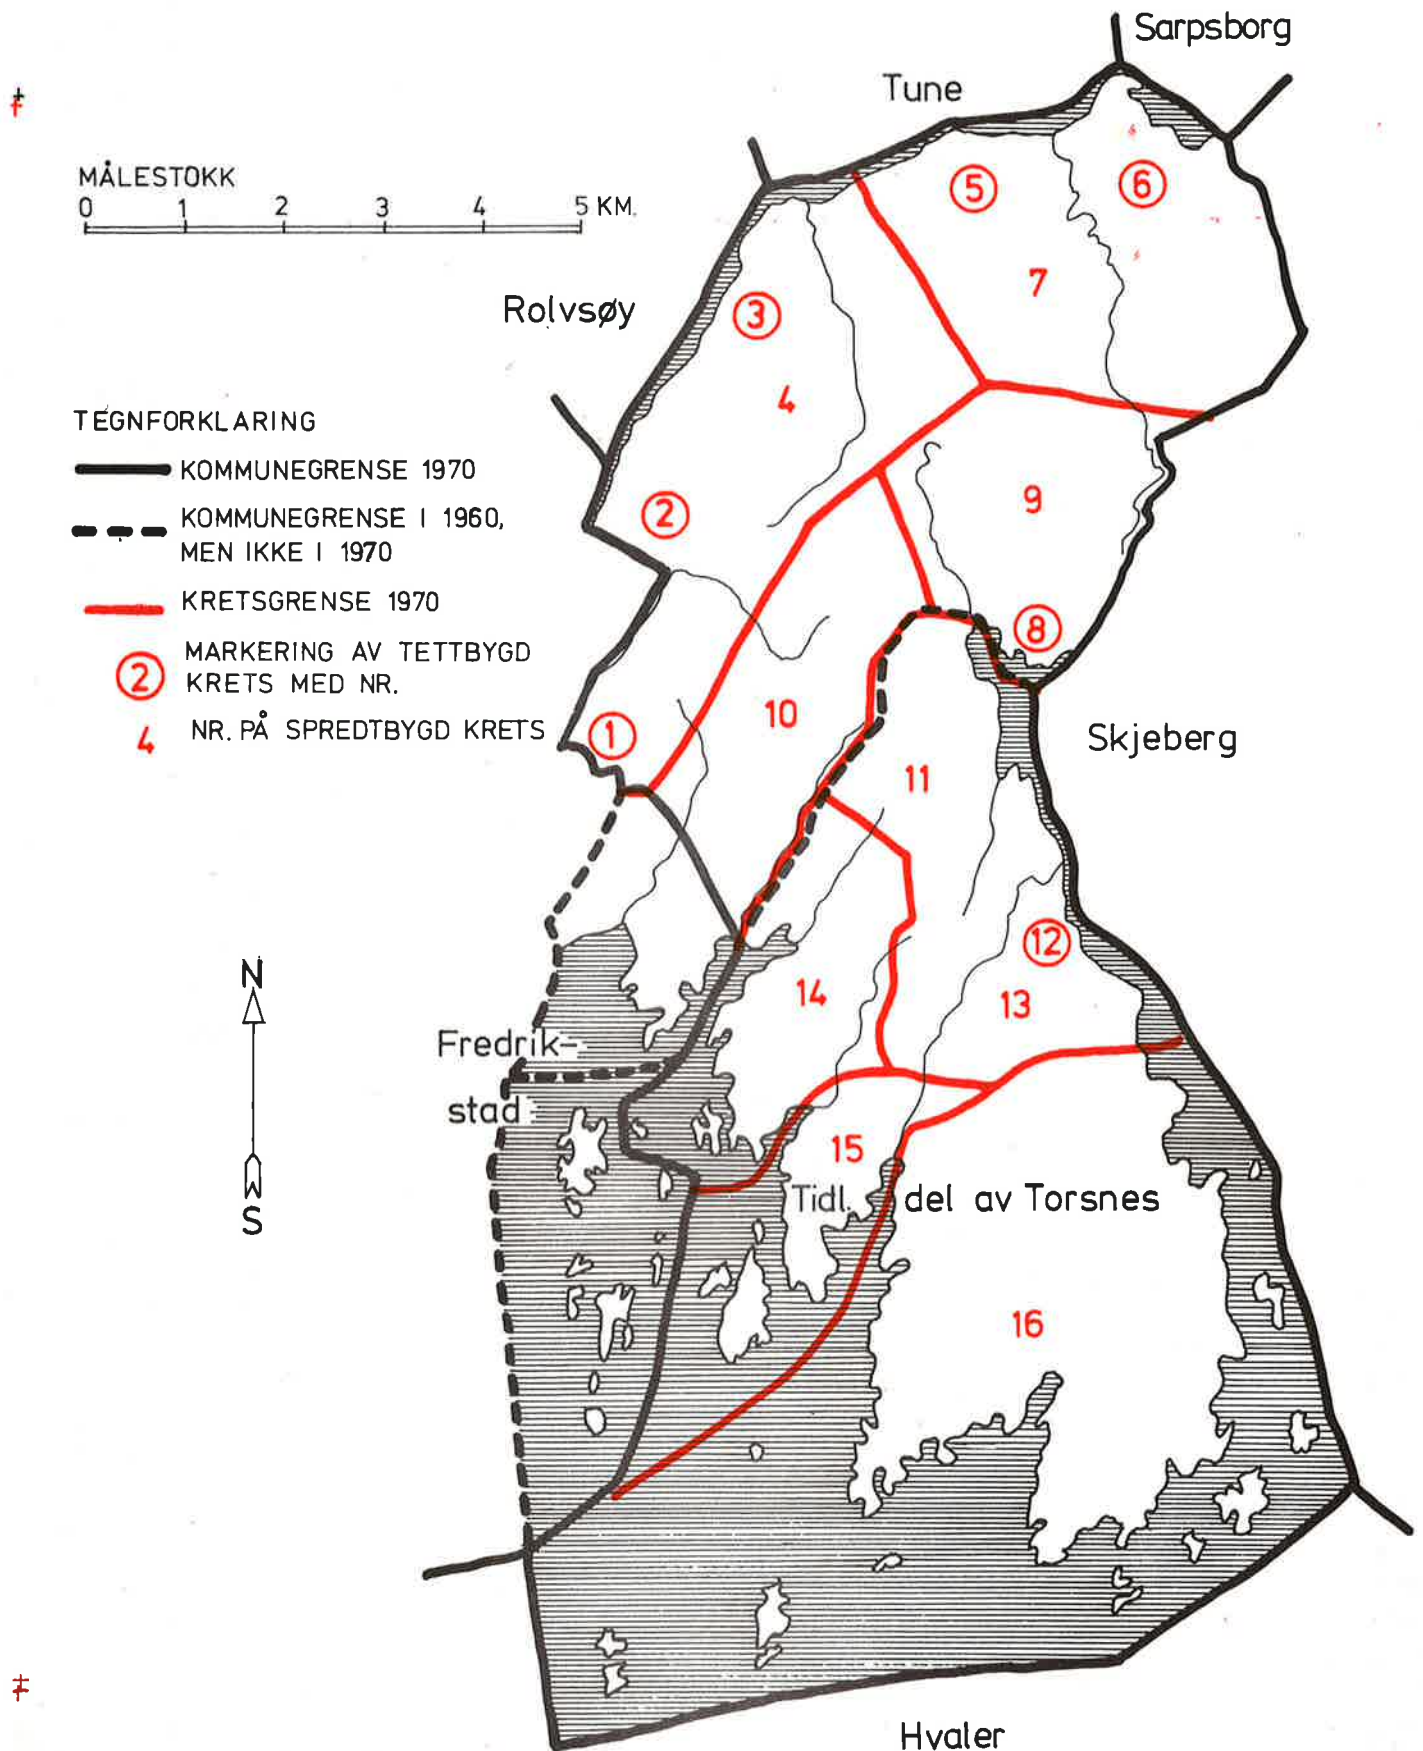 Sarpsborg
Tune
MÅLESTOKK
0 1 2 3 4 5 KM.
5
6
7
Rolvsøy
3
4
TEGNFORKLARING
KOMMUNEGRENSE 1970
KOMMUNEGRENSE I 1960,
MEN IKKE I 1970
KRETSGRENSE 1970
2 MARKERING AV TETTBYGD
KRETS MED NR.
4 NR. PÅ SPREDTBYGD KRETS
2
9
8
10
1
Skjeberg
11
12
14
13
N
S
Fredrik-
stad
15
Tidl. del av Torsnes
16
Hvaler